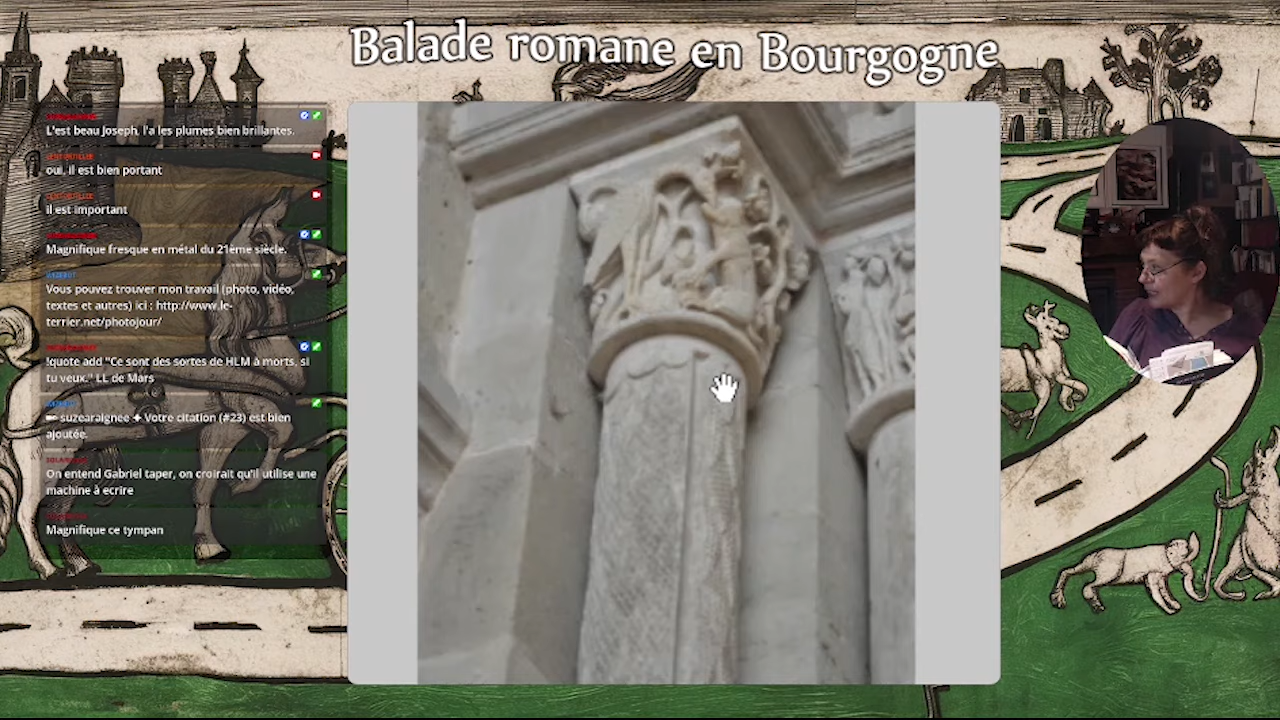 Balade romane en Bourgogne
L'est beau Joseph, l'a les plumes bien brillantes.
oui, il est bien portant
il est important
Magnifique fresque en métal du 21ème siècle.
Vous pouvez trouver mon travail (photo, vidéo,
textes et autres) ici : http://www.le-
terrier.net/photojour/
!quote add "Ce sont des sortes de HLM à morts, si
tu veux." LL de Mars
suzearaignee ✦ Votre citation (#23) est bien
ajoutée.
On entend Gabriel taper, on croirait qu'il utilise une
machine à ecrire
Magnifique ce tympan